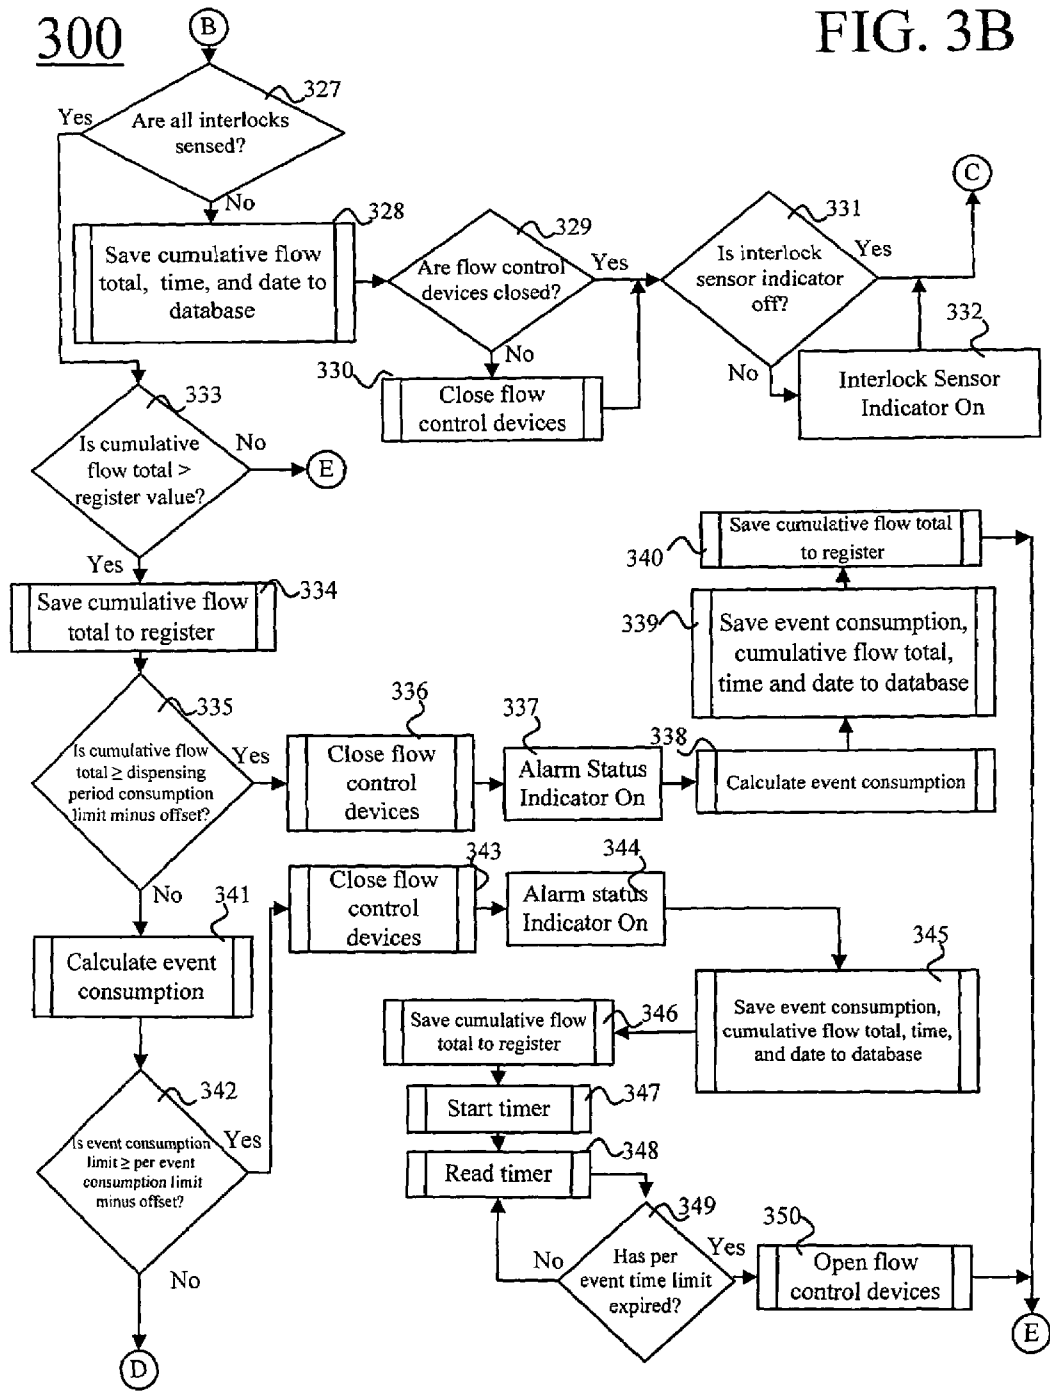 300
B
FIG. 3B
327
Yes
Are all interlocks
sensed?
No
328
Save cumulative flow
total, time, and date to
database
329
Are flow control
devices closed?
Yes
No
330
Close flow
control devices
331
Is interlock
sensor indicator
off?
Yes
C
No
332
Interlock Sensor
Indicator On
333
Is cumulative
flow total >
register value?
No
E
Yes
334
Save cumulative flow
total to register
335
Is cumulative flow
total ≥ dispensing
period consumption
limit minus offset?
Yes
336
Close flow
control
devices
337
Alarm Status
Indicator On
338
Calculate event consumption
339
Save event consumption,
cumulative flow total,
time and date to database
340
Save cumulative flow total
to register
No
341
Calculate event
consumption
342
Is event consumption
limit ≥ per event
consumption limit
minus offset?
Yes
343
Close flow
control
devices
344
Alarm status
Indicator On
345
Save event consumption,
cumulative flow total, time,
and date to database
346
Save cumulative flow
total to register
347
Start timer
348
Read timer
349
Has per
event time limit
expired?
No
Yes
350
Open flow
control devices
E
No
D